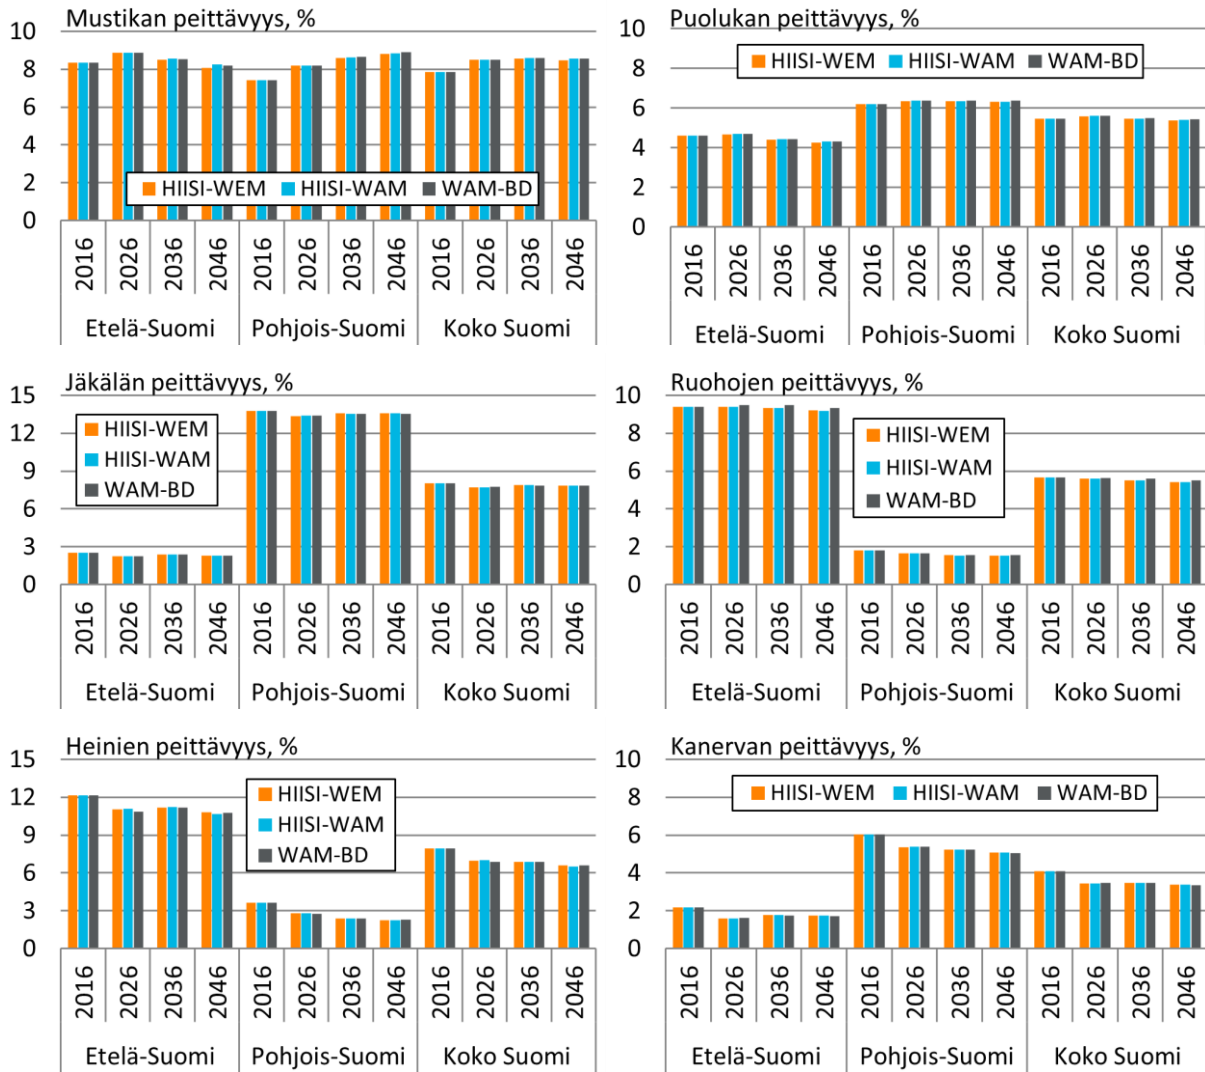 Mustikan peittävyys, %
10
8
6
4
2
0
HIISI-WEM HIISI-WAM WAM-BD
2016 2026 2036 2046 2016 2026 2036 2046 2016 2026 2036 2046
Etelä-Suomi Pohjois-Suomi Koko Suomi
Puolukan peittävyys, %
10
8
6
4
2
0
HIISI-WEM HIISI-WAM WAM-BD
2016 2026 2036 2046 2016 2026 2036 2046 2016 2026 2036 2046
Etelä-Suomi Pohjois-Suomi Koko Suomi
Jäkälän peittävyys, %
15
12
9
6
3
0
HIISI-WEM
HIISI-WAM
WAM-BD
2016 2026 2036 2046 2016 2026 2036 2046 2016 2026 2036 2046
Etelä-Suomi Pohjois-Suomi Koko Suomi
Ruohojen peittävyys, %
10
8
6
4
2
0
HIISI-WEM
HIISI-WAM
WAM-BD
2016 2026 2036 2046 2016 2026 2036 2046 2016 2026 2036 2046
Etelä-Suomi Pohjois-Suomi Koko Suomi
Heinien peittävyys, %
15
12
9
6
3
0
HIISI-WEM
HIISI-WAM
WAM-BD
2016 2026 2036 2046 2016 2026 2036 2046 2016 2026 2036 2046
Etelä-Suomi Pohjois-Suomi Koko Suomi
Kanervan peittävyys, %
10
8
6
4
2
0
HIISI-WEM HIISI-WAM WAM-BD
2016 2026 2036 2046 2016 2026 2036 2046 2016 2026 2036 2046
Etelä-Suomi Pohjois-Suomi Koko Suomi